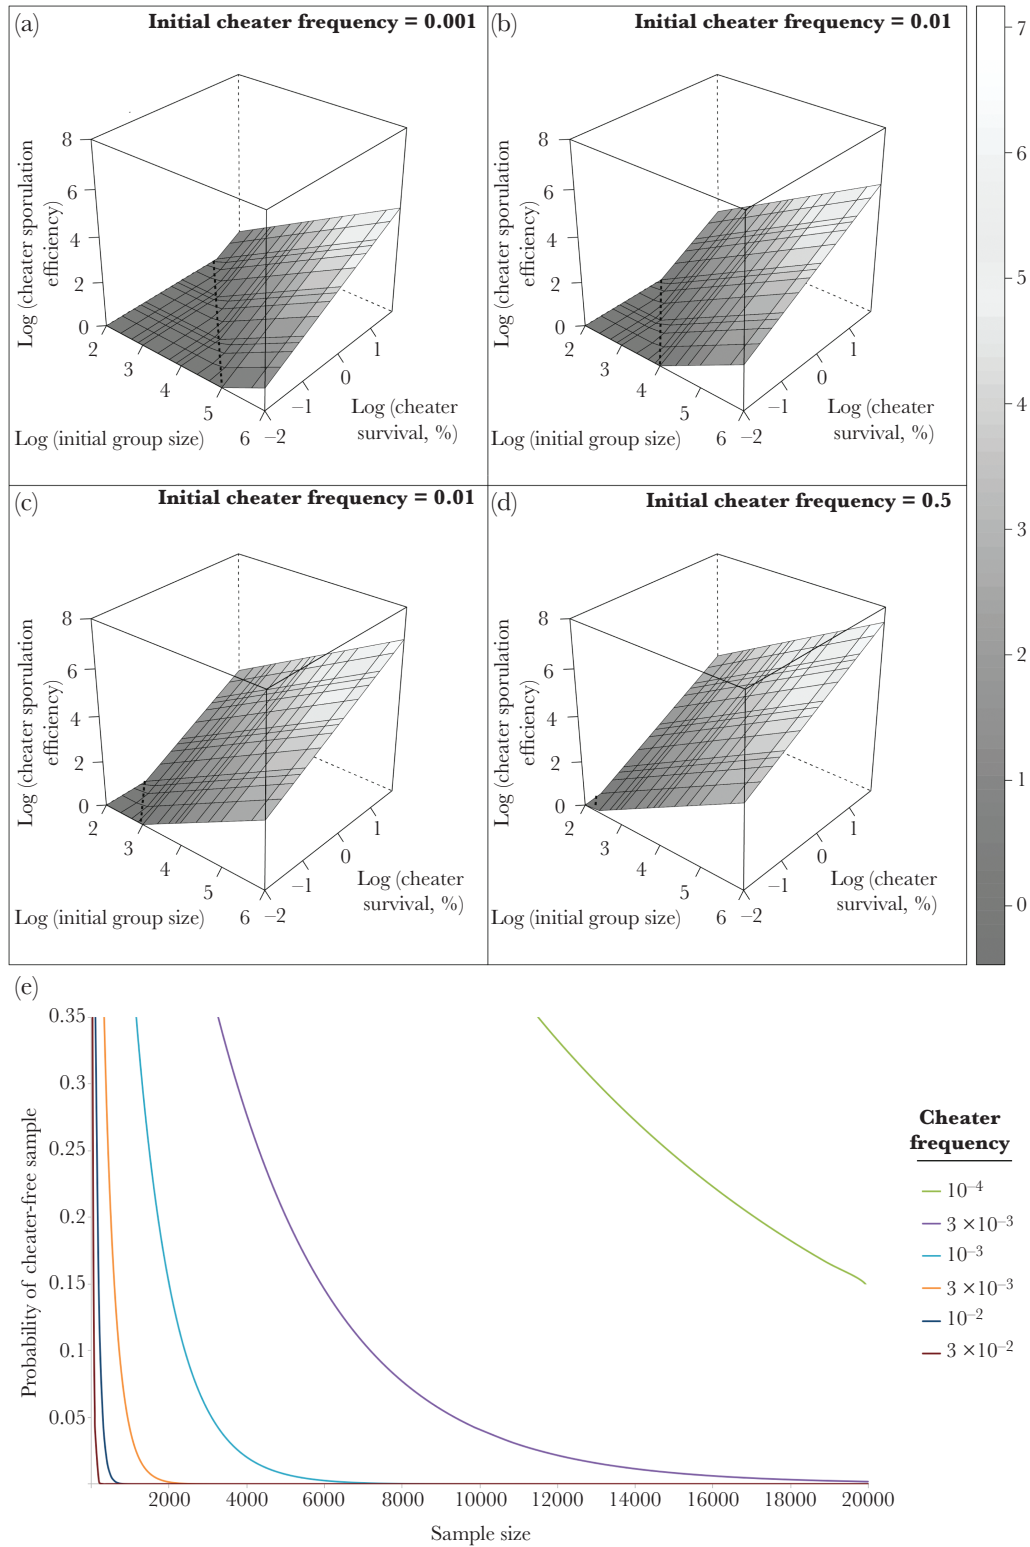 (a) Initial cheater frequency = 0.001
Log (cheater sporulation
efficiency)
8
6
4
2
0
2
3
4
5
6
−2
−1
0
1
Log (initial group size)
Log (cheater
survival, %)
(b) Initial cheater frequency = 0.01
Log (cheater sporulation
efficiency)
8
6
4
2
0
2
3
4
5
6
−2
−1
0
1
Log (initial group size)
Log (cheater
survival, %)
(c) Initial cheater frequency = 0.01
Log (cheater sporulation
efficiency)
8
6
4
2
0
2
3
4
5
6
−2
−1
0
1
Log (initial group size)
Log (cheater
survival, %)
(d) Initial cheater frequency = 0.5
Log (cheater sporulation
efficiency)
8
6
4
2
0
2
3
4
5
6
−2
−1
0
1
Log (initial group size)
Log (cheater
survival, %)
7
6
5
4
3
2
1
0
(e)
Probability of cheater-free sample
0.35
0.3
0.25
0.2
0.15
0.1
0.05
2000 4000 6000 8000 10000 12000 14000 16000 18000 20000
Sample size
Cheater
frequency
10⁻⁴
3 ×10⁻³
10⁻³
3 ×10⁻³
10⁻²
3 ×10⁻²